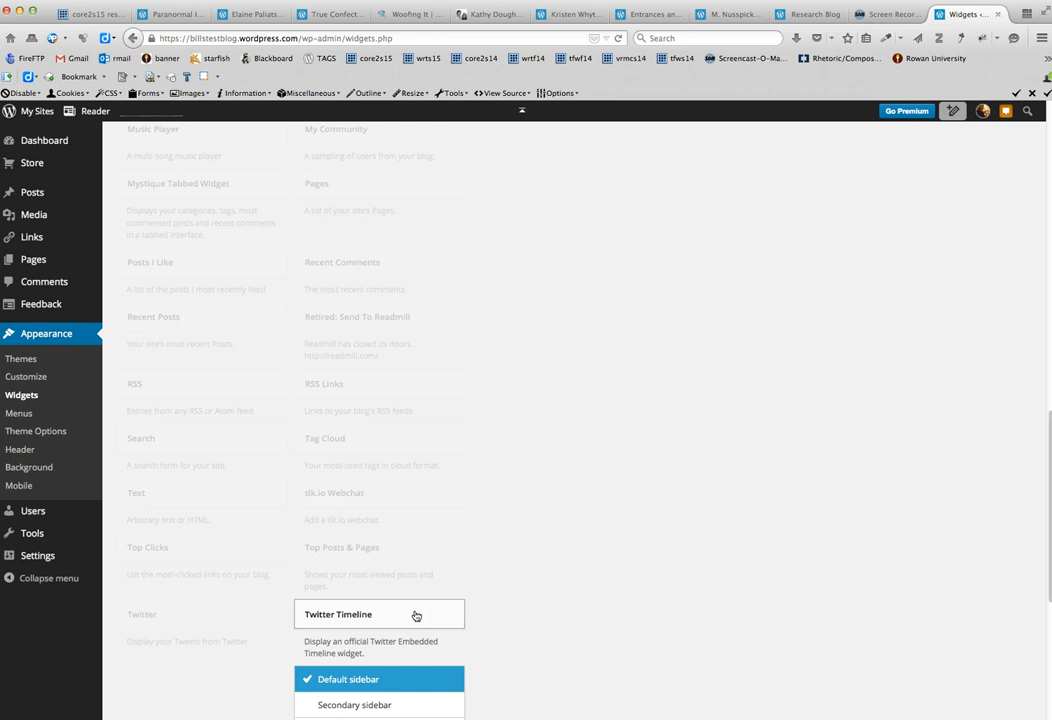 core2s15 res...
Paranormal I...
Elaine Paliats...
True Confect...
Woofing It | ...
Kathy Dough...
Kristen Whyt...
Entrances an...
M. Nusspick...
Research Blog
Screen Recor...
Widgets ‹...
https://billstestblog.wordpress.com/wp-admin/widgets.php
Search
FireFTP
Gmail
rmail
banner
starfish
Blackboard
TAGS
core2s15
wrts15
core2s14
wrtf14
tfwf14
vrmcs14
tfws14
Screencast-O-Ma...
Rhetoric/Compos...
Rowan University
Bookmark
Disable
Cookies
CSS
Forms
Images
Information
Miscellaneous
Outline
Resize
Tools
View Source
Options
My Sites
Reader
Go Premium
Dashboard
Store
Posts
Media
Links
Pages
Comments
Feedback
Appearance
Themes
Customize
Widgets
Menus
Theme Options
Header
Background
Mobile
Users
Tools
Settings
Collapse menu
Music Player
My Community
A multi-song music player
A sampling of users from your blog.
Mystique Tabbed Widget
Pages
Displays your categories, tags, most
commented posts and recent comments
in a tabbed interface.
A list of your site's Pages.
Posts I Like
Recent Comments
A list of the posts I most recently liked
The most recent comments
Recent Posts
Retired: Send To Readmill
Your site's most recent Posts.
Readmill has closed its doors.
http://readmill.com/
RSS
RSS Links
Entries from any RSS or Atom feed
Links to your blog's RSS feeds
Search
Tag Cloud
A search form for your site.
Your most-used tags in cloud format.
Text
tlk.io Webchat
Arbitrary text or HTML.
Add a tlk.io webchat.
Top Clicks
Top Posts & Pages
List the most-clicked links on your blog.
Shows your most viewed posts and
pages.
Twitter
Twitter Timeline
Display your Tweets from Twitter
Display an official Twitter Embedded
Timeline widget.
Default sidebar
Secondary sidebar